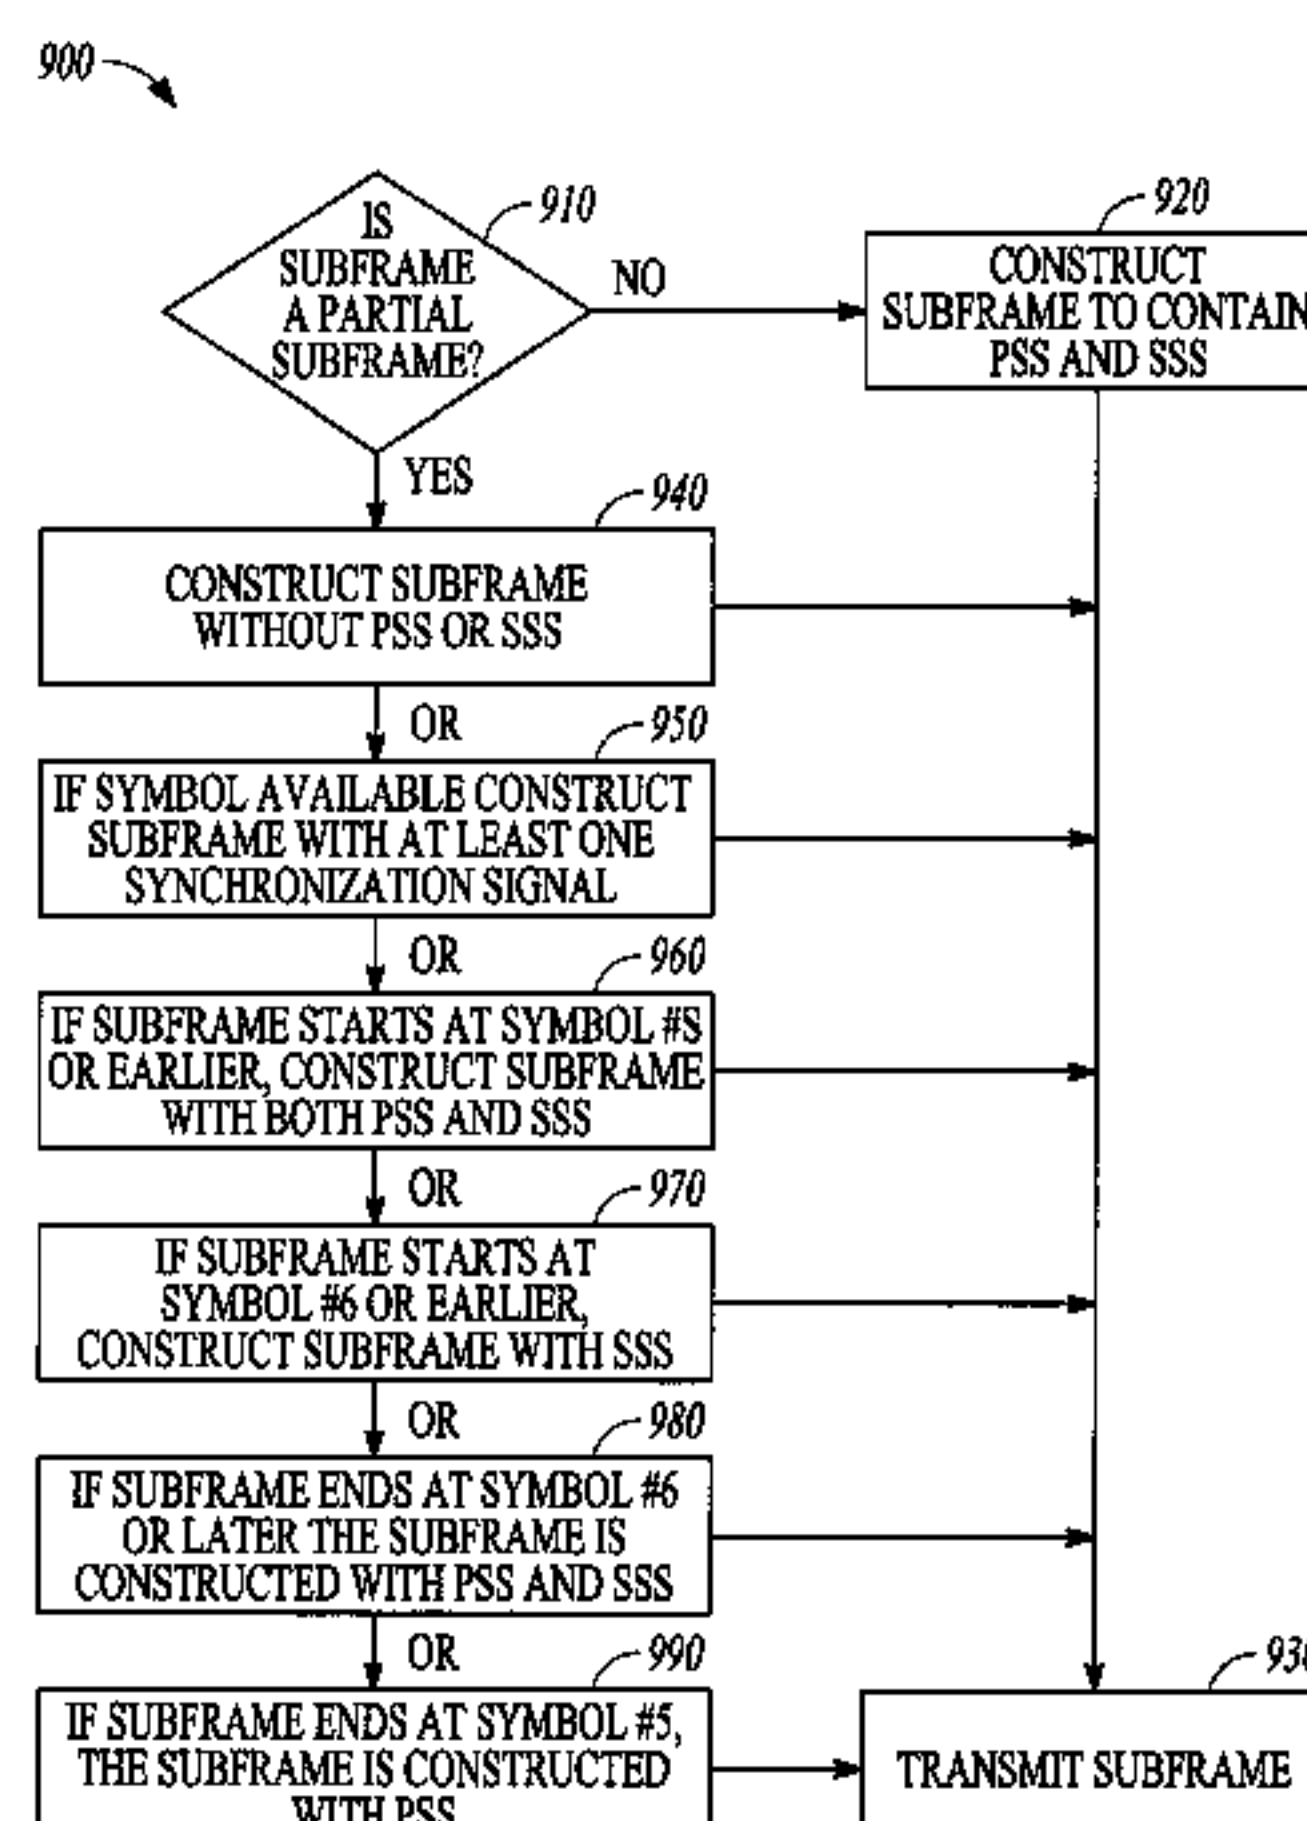 900
910
IS
SUBFRAME
A PARTIAL
SUBFRAME?
NO
920
CONSTRUCT
SUBFRAME TO CONTAIN
PSS AND SSS
YES
940
CONSTRUCT SUBFRAME
WITHOUT PSS OR SSS
OR
950
IF SYMBOL AVAILABLE CONSTRUCT
SUBFRAME WITH AT LEAST ONE
SYNCHRONIZATION SIGNAL
OR
960
IF SUBFRAME STARTS AT SYMBOL #S
OR EARLIER, CONSTRUCT SUBFRAME
WITH BOTH PSS AND SSS
OR
970
IF SUBFRAME STARTS AT
SYMBOL #6 OR EARLIER,
CONSTRUCT SUBFRAME WITH SSS
OR
980
IF SUBFRAME ENDS AT SYMBOL #6
OR LATER THE SUBFRAME IS
CONSTRUCTED WITH PSS AND SSS
OR
990
IF SUBFRAME ENDS AT SYMBOL #5,
THE SUBFRAME IS CONSTRUCTED
WITH PSS
930
TRANSMIT SUBFRAME